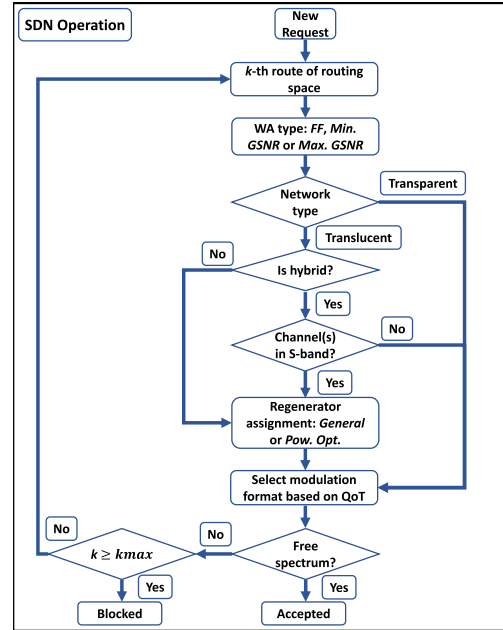 SDN Operation
New
Request
k-th route of routing
space
WA type: FF, Min.
GSNR or Max. GSNR
Network
type
Transparent
Translucent
No
Is hybrid?
Yes
No
Channel(s)
in S-band?
Yes
Regenerator
assignment: General
or Pow. Opt.
Select modulation
format based on QoT
No
No
k ≥ kmax
Free
spectrum?
Yes
Yes
Blocked
Accepted